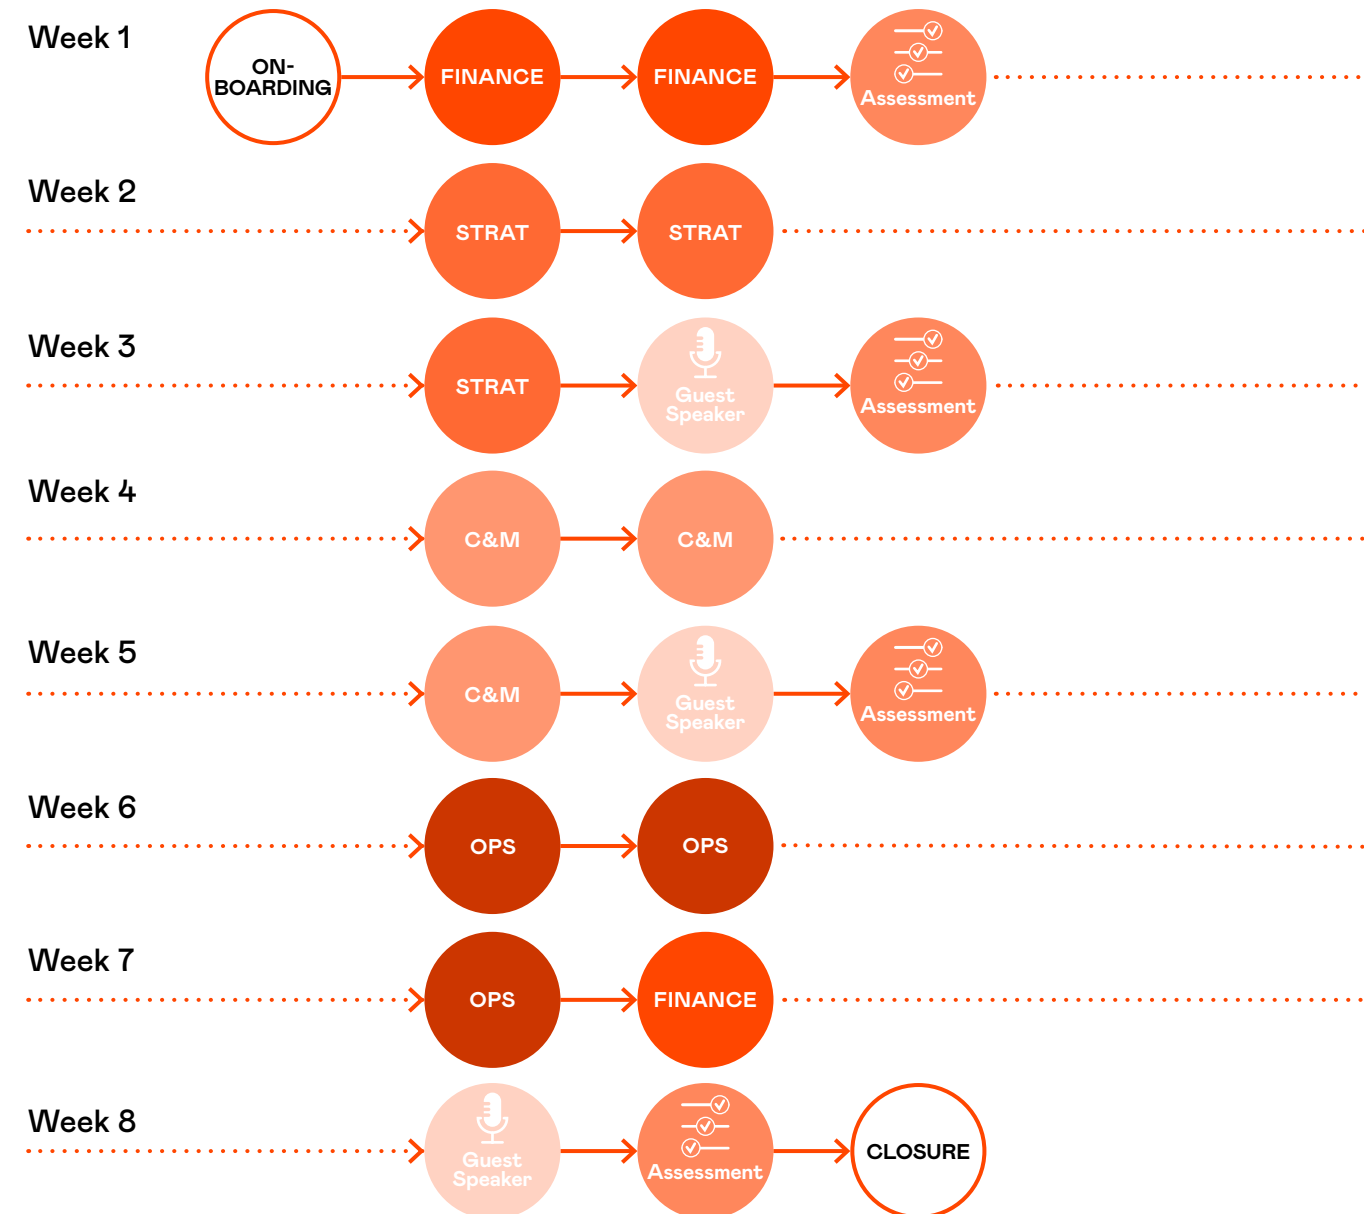 Week 1
ON-
BOARDING
FINANCE
FINANCE
Assessment
Week 2
STRAT
STRAT
Week 3
STRAT
Guest
Speaker
Assessment
Week 4
C&M
C&M
Week 5
C&M
Guest
Speaker
Assessment
Week 6
OPS
OPS
Week 7
OPS
FINANCE
Week 8
Guest
Speaker
Assessment
CLOSURE